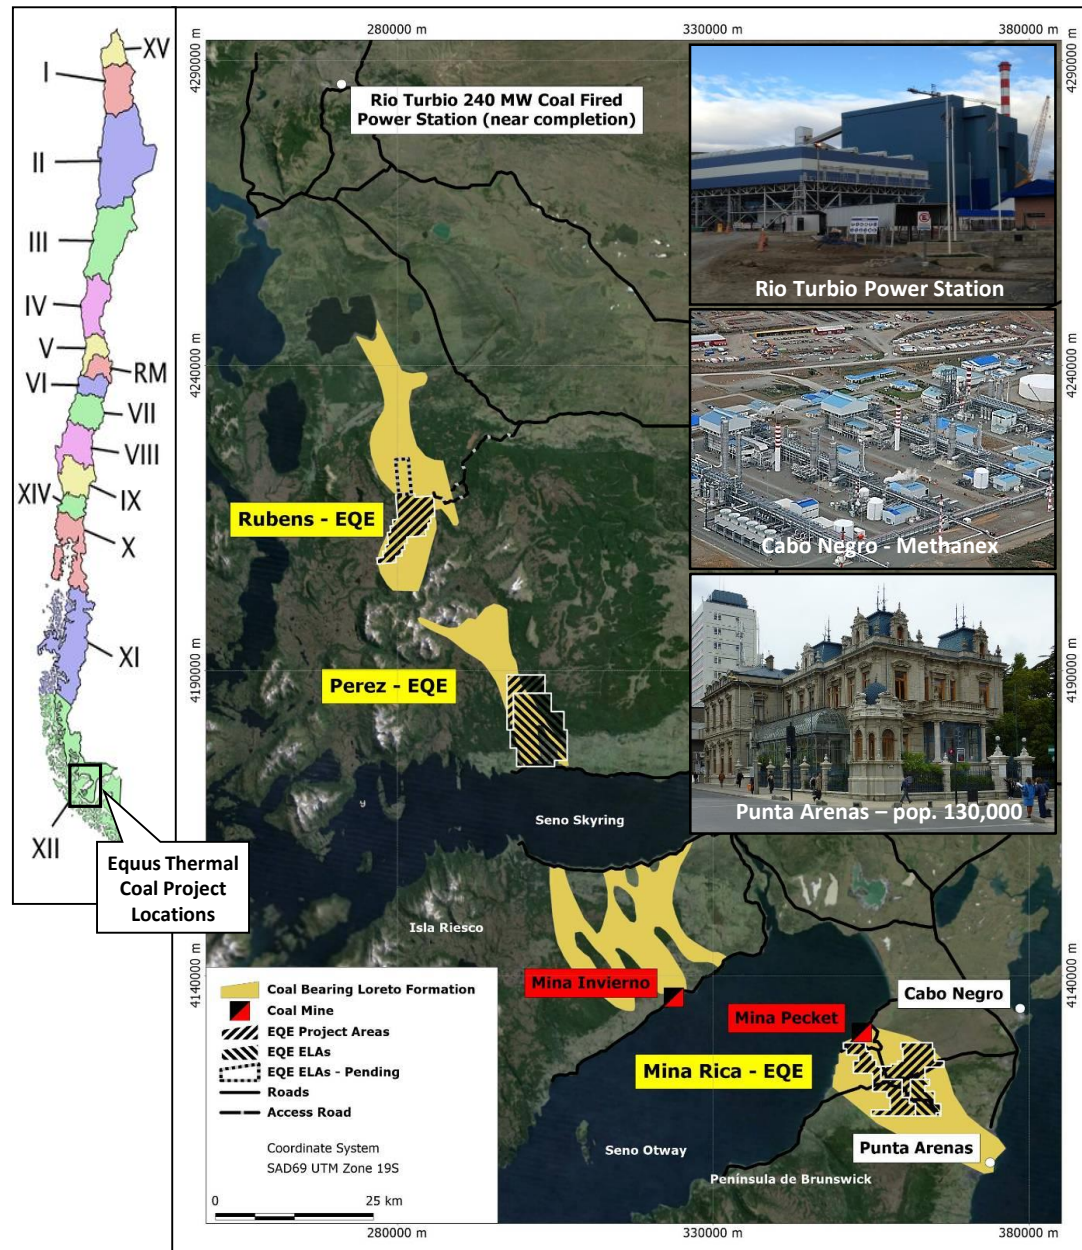 XV
I
II
III
IV
V
RM
VI
VII
VIII
IX
XIV
X
XI
XII
Equus Thermal
Coal Project
Locations
280000 m
330000 m
380000 m
4290000 m
4290000 m
4240000 m
4240000 m
4190000 m
4190000 m
4140000 m
4140000 m
Rio Turbio 240 MW Coal Fired
Power Station (near completion)
Rio Turbio Power Station
Cabo Negro - Methanex
Punta Arenas – pop. 130,000
Rubens - EQE
Perez - EQE
Seno Skyring
Isla Riesco
Mina Invierno
Mina Pecket
Cabo Negro
Mina Rica - EQE
Punta Arenas
Seno Otway
Península de Brunswick
Coal Bearing Loreto Formation
Coal Mine
EQE Project Areas
EQE ELAs
EQE ELAs - Pending
Roads
Access Road
Coordinate System
SAD69 UTM Zone 19S
0
25 km
280000 m
330000 m
380000 m